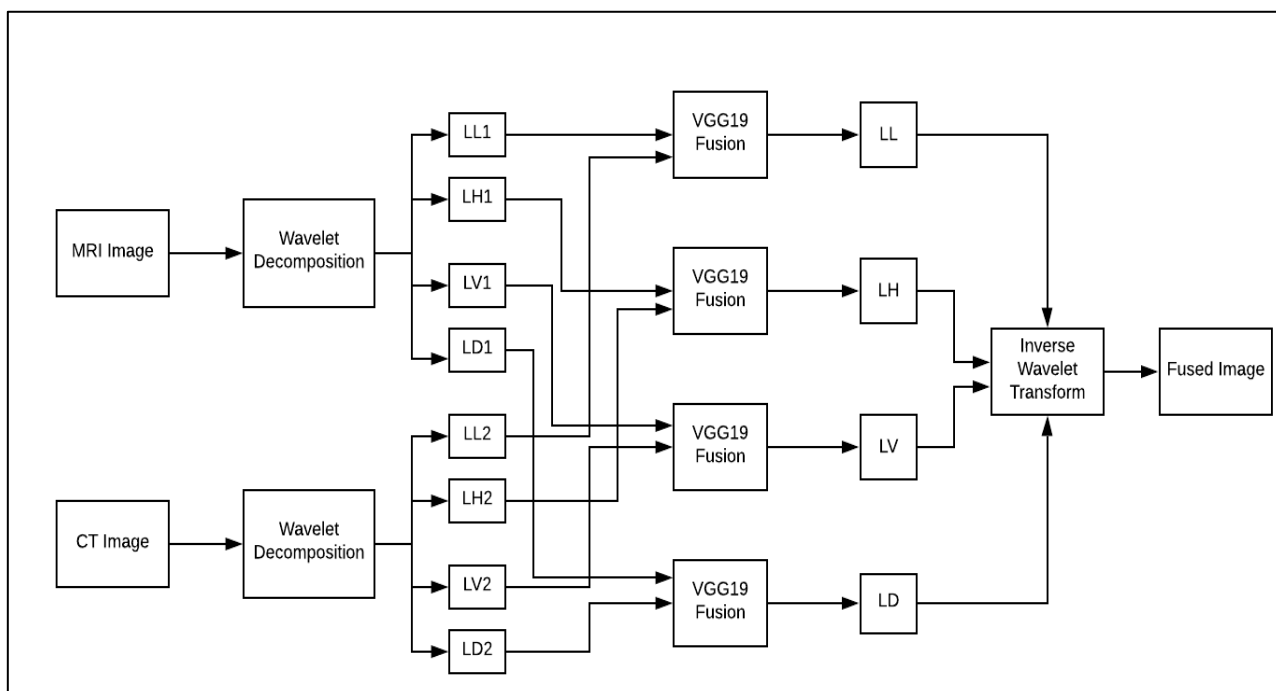 MRI Image
Wavelet
Decomposition
LL1
LH1
LV1
LD1
CT Image
Wavelet
Decomposition
LL2
LH2
LV2
LD2
VGG19
Fusion
VGG19
Fusion
VGG19
Fusion
VGG19
Fusion
LL
LH
LV
LD
Inverse
Wavelet
Transform
Fused Image